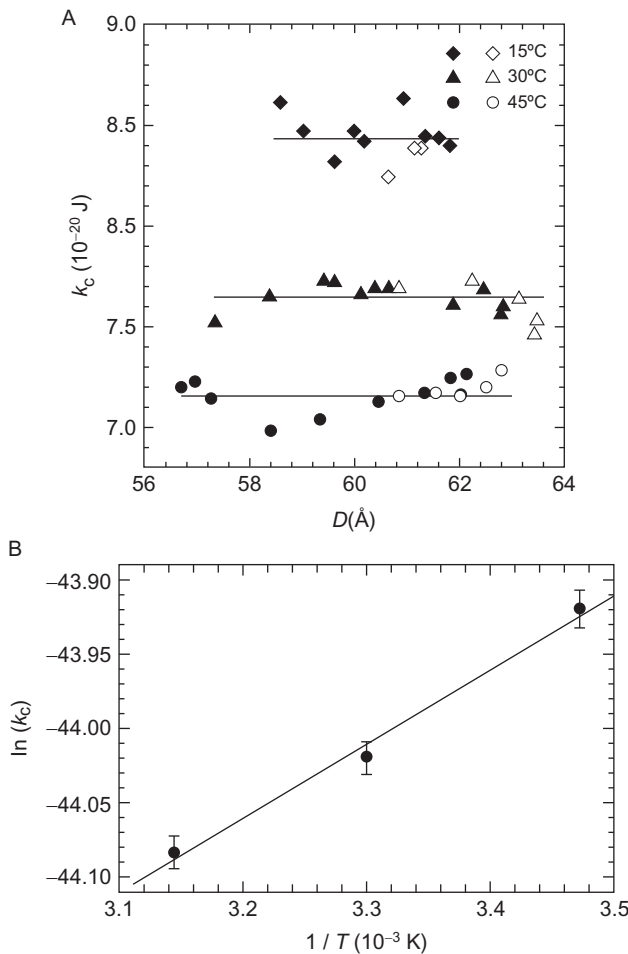 A
9.0
8.5
8.5
7.5
7.0
k_c (10⁻²⁰ J)
15ºC
30ºC
45ºC
56 58 60 62 64
D(Å)
B
−43.90
−43.95
−44.00
−44.05
−44.10
ln (k_c)
3.1 3.2 3.3 3.4 3.5
1 / T (10⁻³ K)